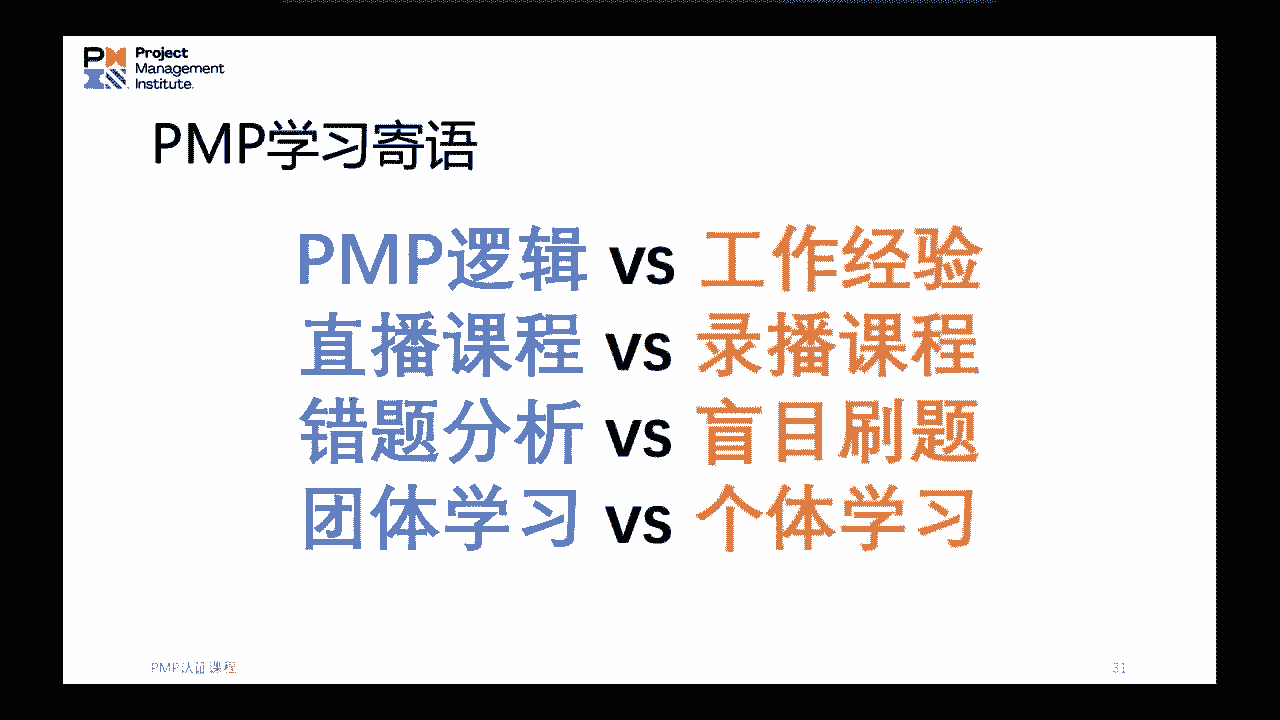 Project
Management
Institute.
PMP学习寄语
PMP逻辑 vs 工作经验
直播课程 vs 录播课程
错题分析 vs 盲目刷题
团体学习 vs 个体学习
PMP认证课程
31